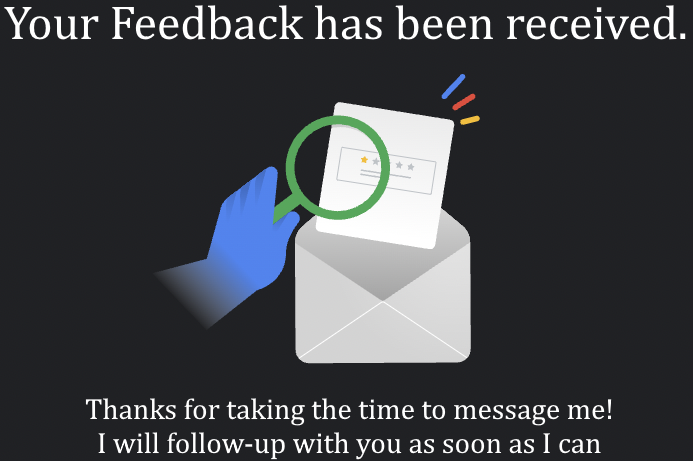 Your Feedback has been received.
Thanks for taking the time to message me!
I will follow-up with you as soon as I can